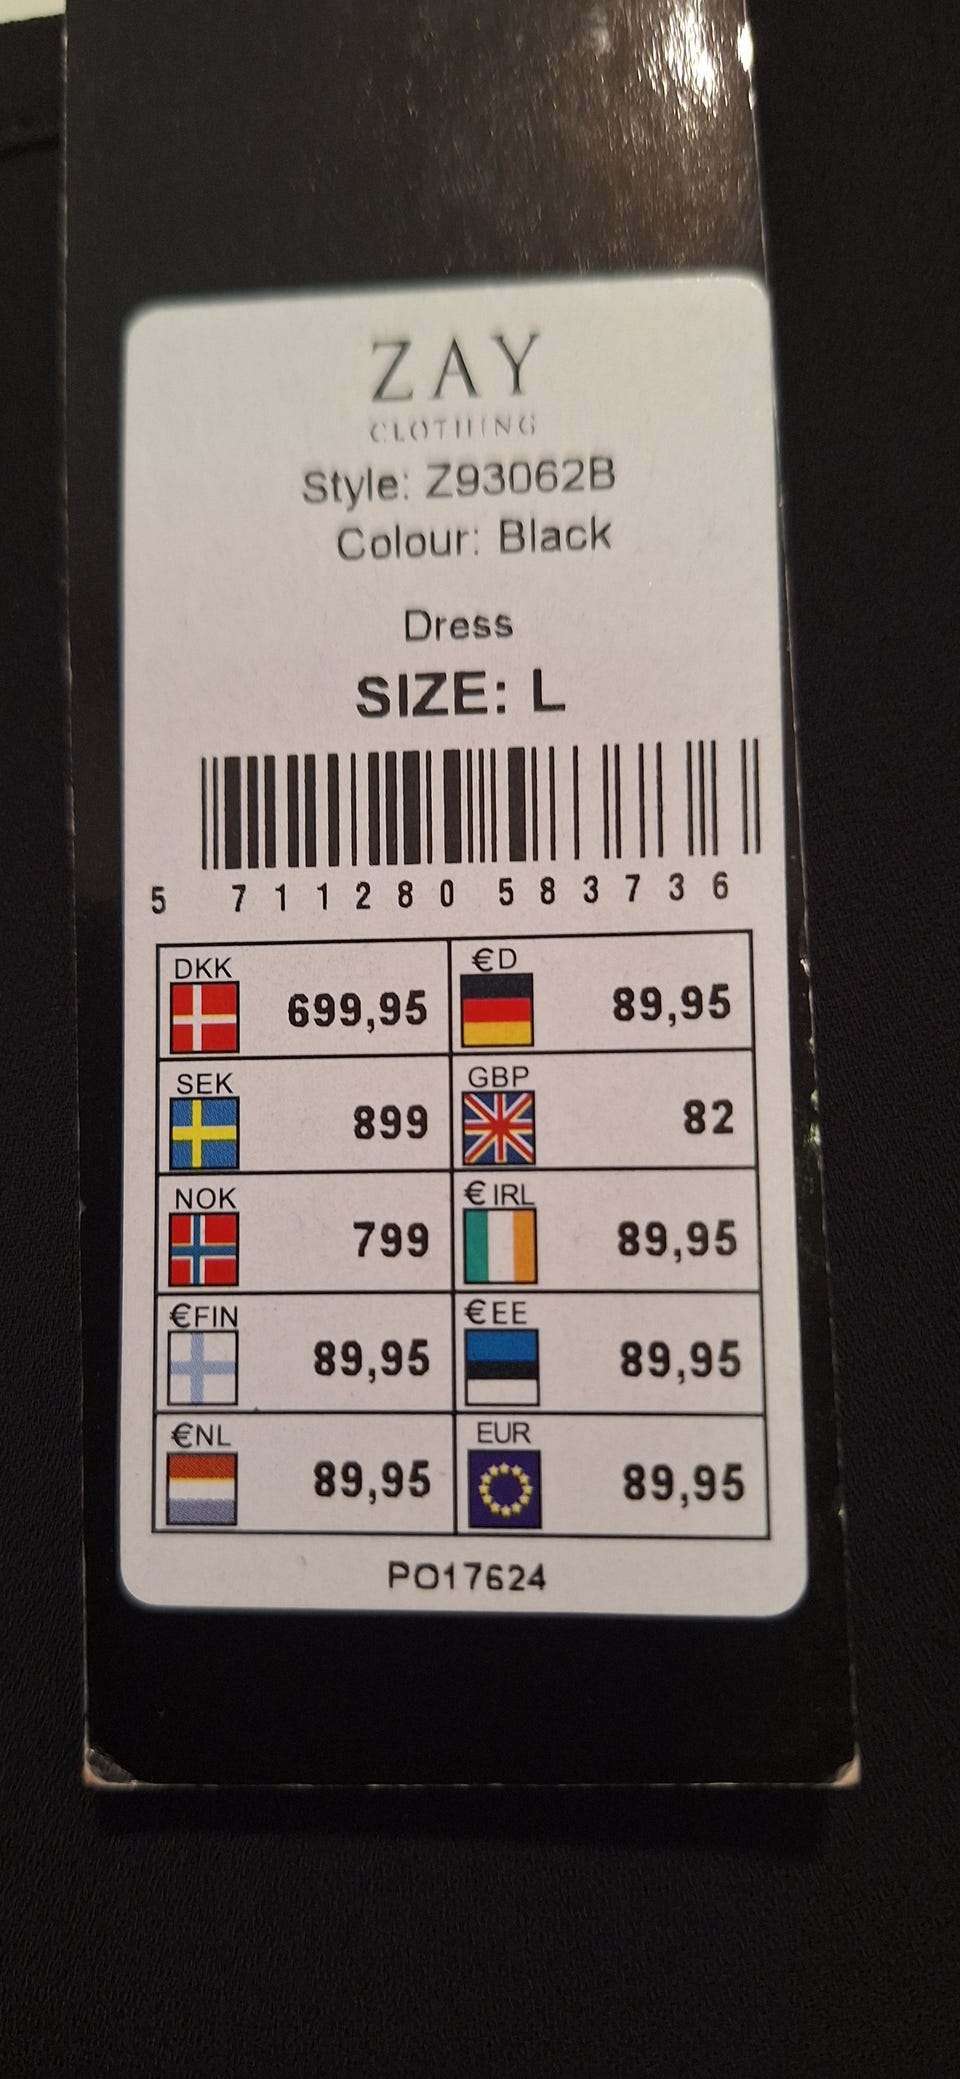 ZAY
CLOTHING
Style: Z93062B
Colour: Black
Dress
SIZE: L
5 711280 583736
DKK 699,95
€D 89,95
SEK 899
GBP 82
NOK 799
€IRL 89,95
€FIN 89,95
€EE 89,95
€NL 89,95
EUR 89,95
PO17624